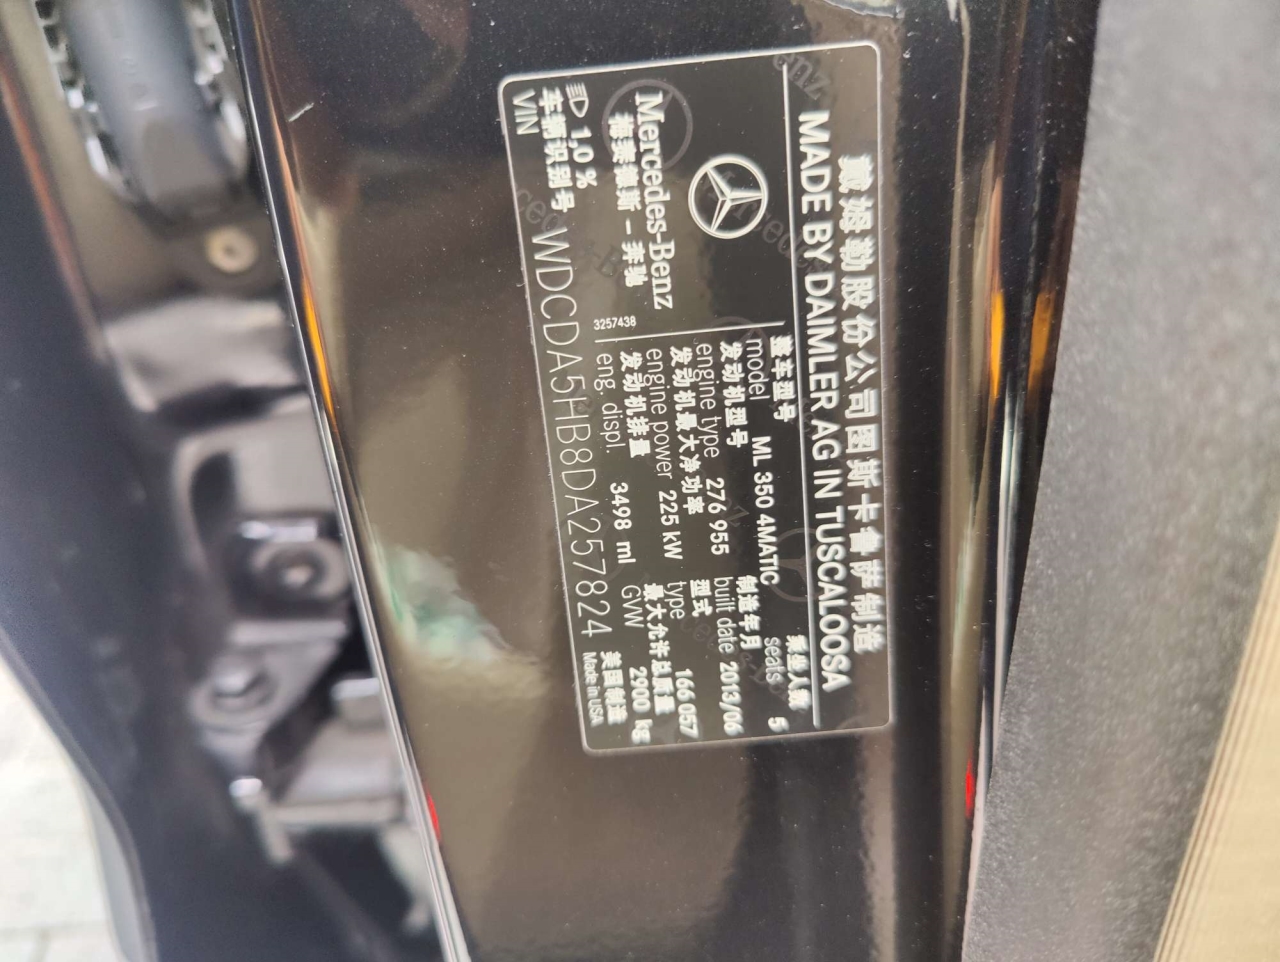 戴姆勒股份公司图斯卡鲁萨制造
MADE BY DAIMLER AG IN TUSCALOOSA
Mercedes-Benz
梅赛德斯-奔驰
整车型号
model ML 350 4MATIC
乘坐人数
seats 5
发动机型号
engine type 276 955
制造年月
built date 2013/06
发动机最大净功率
engine power 225 kW
型式
type 166 057
发动机排量
eng. displ. 3498 ml
最大允许总质量
GVW 2900 kg
3257438
1,0 %
车辆识别号
VIN WDCDA5HB8DA257824
美国制造
Made in USA